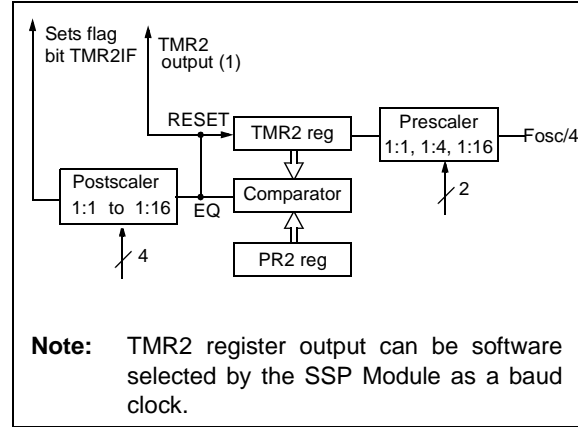 Sets flag
bit TMR2IF
TMR2
output (1)
RESET
TMR2 reg
Prescaler
1:1, 1:4, 1:16
Fosc/4
2
Postscaler
1:1 to 1:16
EQ
Comparator
4
PR2 reg
Note: TMR2 register output can be software
selected by the SSP Module as a baud
clock.